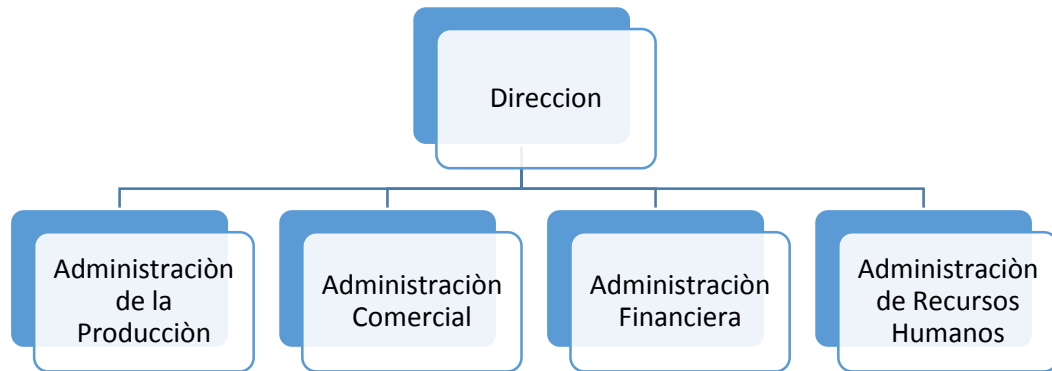 Direccion
Administraciòn
de la
Producciòn
Administraciòn
Comercial
Administraciòn
Financiera
Administraciòn
de Recursos
Humanos